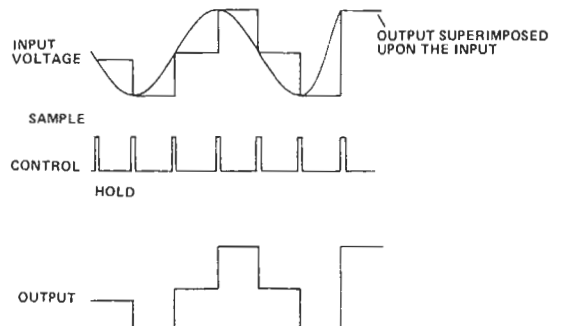 INPUT
VOLTAGE
OUTPUT SUPERIMPOSED
UPON THE INPUT
SAMPLE
CONTROL
HOLD
OUTPUT